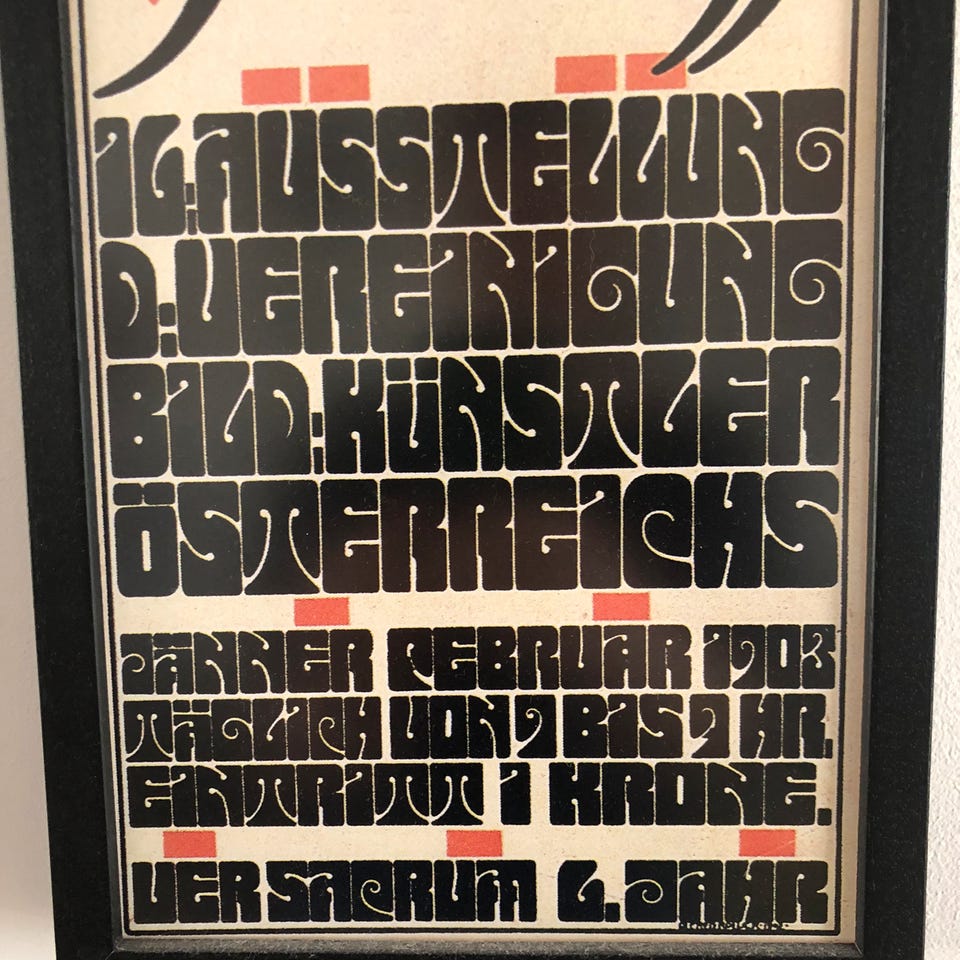 16. AUSSTELLUNG
D. VEREINIGUNG
BILD. KÜNSTLER
ÖSTERREICHS
JÄNNER FEBRUAR 1903
TÄGLICH VON 9 BIS 7 HR.
EINTRITT 1 KRONE.
VER SACRUM 6. JAHR